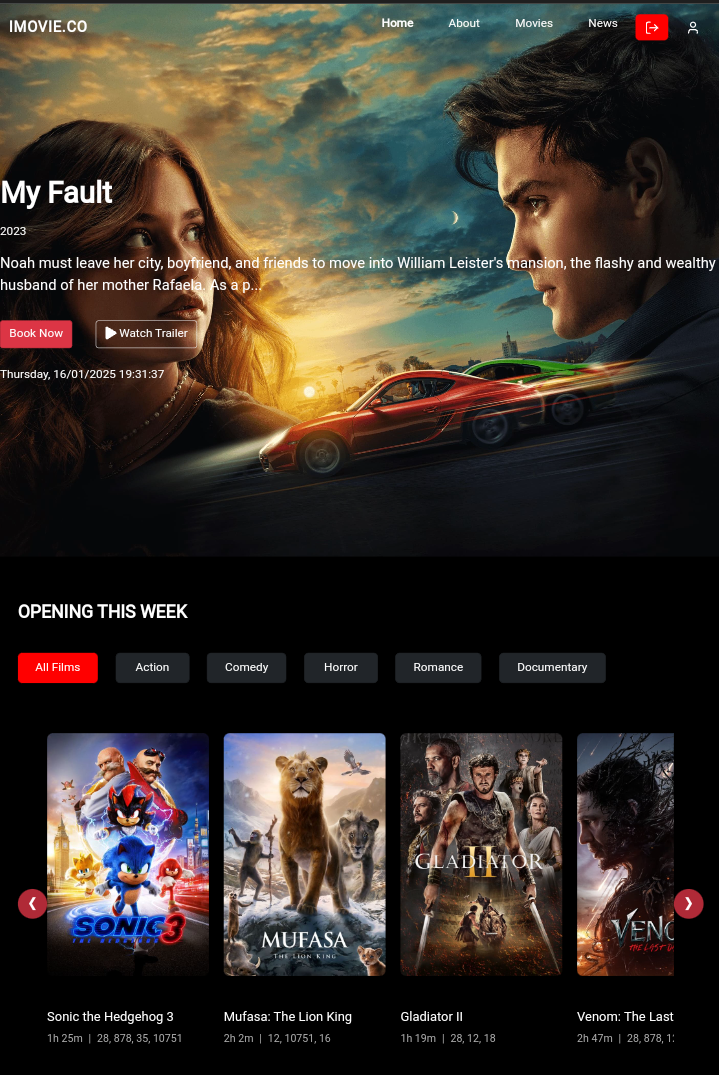 IMOVIE.CO
Home About Movies News
My Fault
2023
Noah must leave her city, boyfriend, and friends to move into William Leister's mansion, the flashy and wealthy
husband of her mother Rafaela. As a p...
Book Now Watch Trailer
Thursday, 16/01/2025 19:31:37
OPENING THIS WEEK
All Films Action Comedy Horror Romance Documentary
SONIC 3
THE HEDGEHOG
MUFASA
THE LION KING
GLADIATOR
II
VENO
THE LAST D
Sonic the Hedgehog 3
1h 25m | 28, 878, 35, 10751
Mufasa: The Lion King
2h 2m | 12, 10751, 16
Gladiator II
1h 19m | 28, 12, 18
Venom: The Last
2h 47m | 28, 878, 12